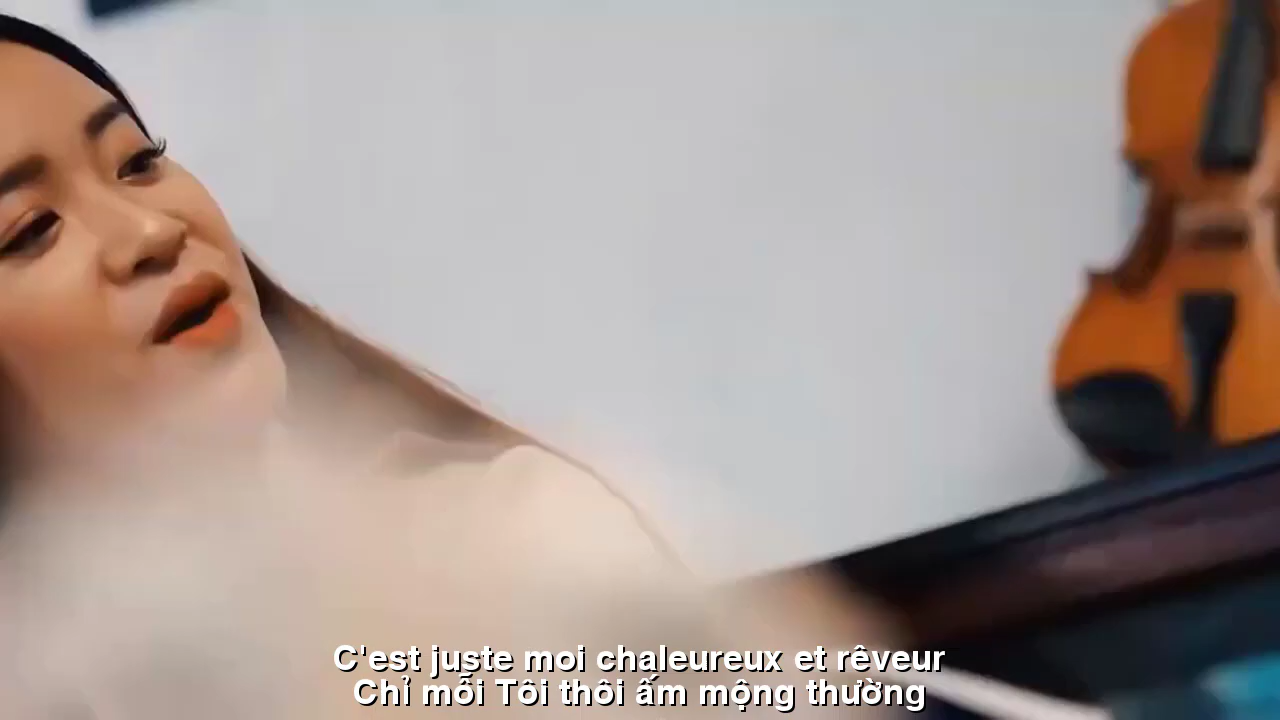 C'est juste moi chaleureux et rêveur
Chỉ mỗi Tôi thôi ấm mộng thường